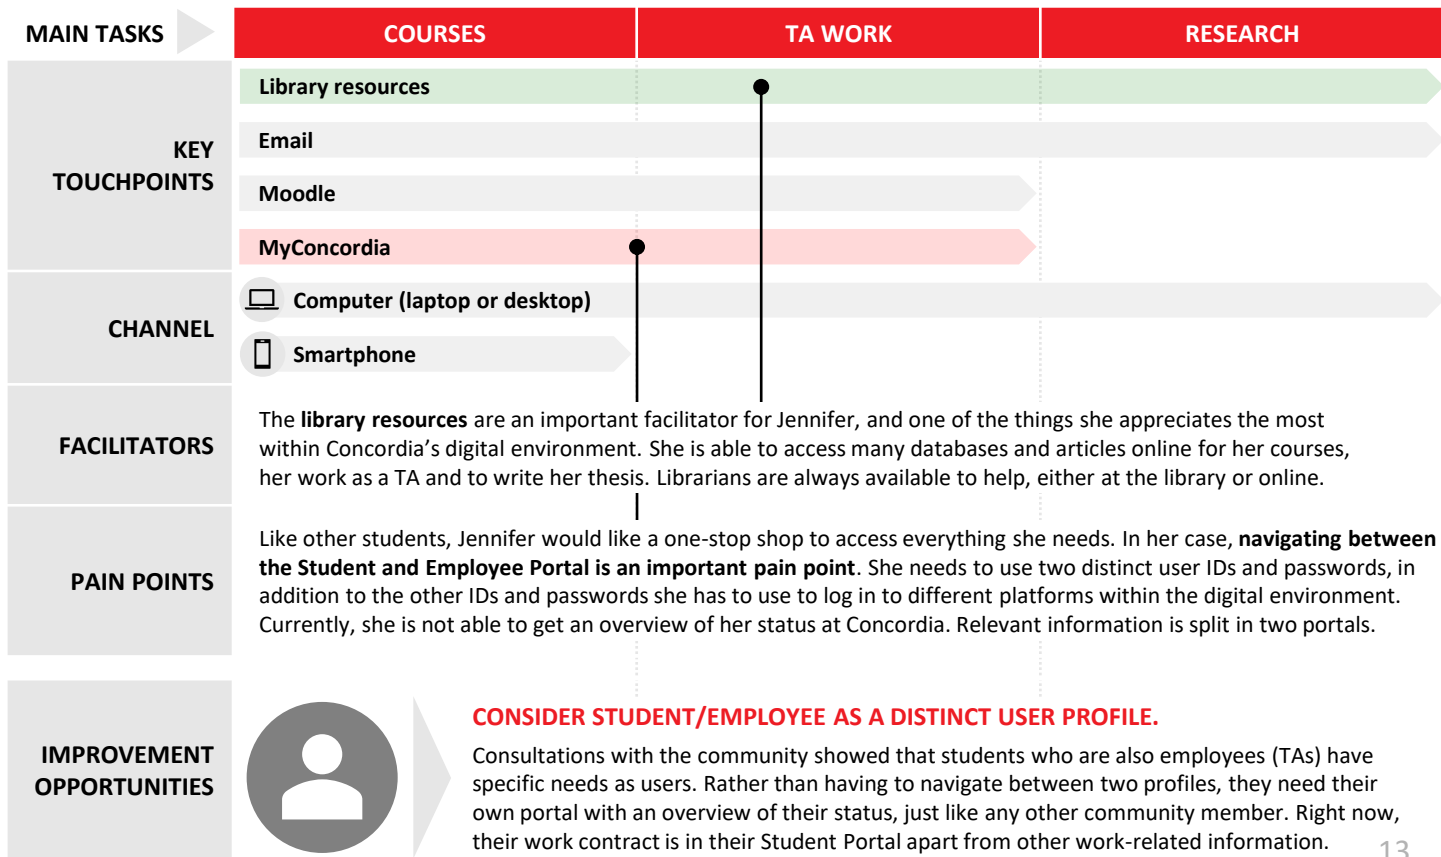 MAIN TASKS
COURSES
TA WORK
RESEARCH
KEY
TOUCHPOINTS
Library resources
Email
Moodle
MyConcordia
CHANNEL
Computer (laptop or desktop)
Smartphone
FACILITATORS
The library resources are an important facilitator for Jennifer, and one of the things she appreciates the most
within Concordia's digital environment. She is able to access many databases and articles online for her courses,
her work as a TA and to write her thesis. Librarians are always available to help, either at the library or online.
PAIN POINTS
Like other students, Jennifer would like a one-stop shop to access everything she needs. In her case, navigating between
the Student and Employee Portal is an important pain point. She needs to use two distinct user IDs and passwords, in
addition to the other IDs and passwords she has to use to log in to different platforms within the digital environment.
Currently, she is not able to get an overview of her status at Concordia. Relevant information is split in two portals.
IMPROVEMENT
OPPORTUNITIES
CONSIDER STUDENT/EMPLOYEE AS A DISTINCT USER PROFILE.
Consultations with the community showed that students who are also employees (TAs) have
specific needs as users. Rather than having to navigate between two profiles, they need their
own portal with an overview of their status, just like any other community member. Right now,
their work contract is in their Student Portal apart from other work-related information.
13